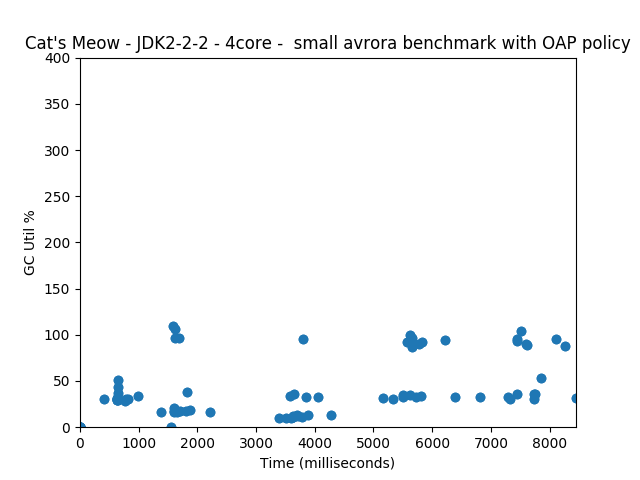 Cat's Meow - JDK2-2-2 - 4core -  small avrora benchmark with OAP policy
400
350
300
250
200
150
100
50
0
GC Util %
0 1000 2000 3000 4000 5000 6000 7000 8000
Time (milliseconds)